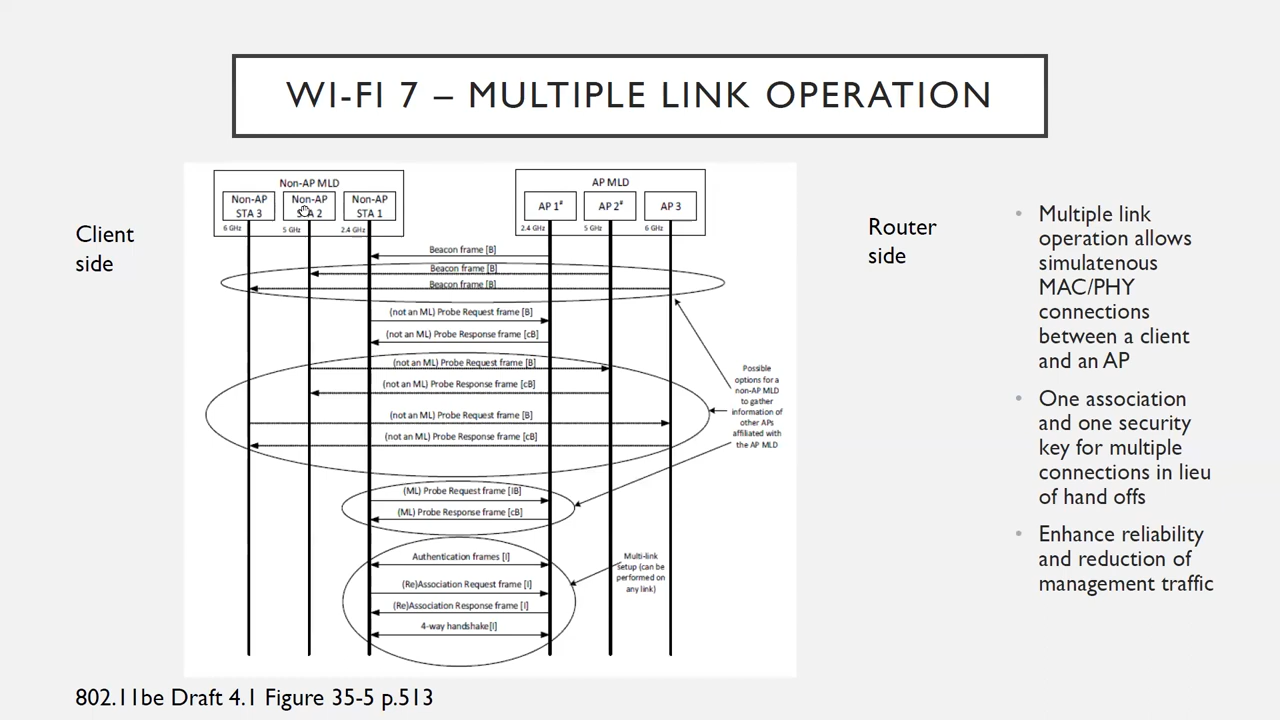 WI-FI 7 – MULTIPLE LINK OPERATION
Client
side
Non-AP MLD
Non-AP
STA 3
Non-AP
STA 2
Non-AP
STA 1
6 GHz
5 GHz
2.4 GHz
AP MLD
AP 1#
AP 2#
AP 3
2.4 GHz
5 GHz
6 GHz
Beacon frame [B]
Beacon frame [B]
Beacon frame [B]
(not an ML) Probe Request frame [B]
(not an ML) Probe Response frame [cB]
(not an ML) Probe Request frame [B]
(not an ML) Probe Response frame [cB]
(not an ML) Probe Request frame [B]
(not an ML) Probe Response frame [cB]
(ML) Probe Request frame [IB]
(ML) Probe Response frame [cB]
Authentication frames [I]
(Re)Association Request frame [I]
(Re)Association Response frame [I]
4-way handshake[I]
Possible
options for a
non-AP MLD
to gather
information of
other APs
affiliated with
the AP MLD
Multi-link
setup (can be
performed on
any link)
Router
side
• Multiple link
operation allows
simulatenous
MAC/PHY
connections
between a client
and an AP
• One association
and one security
key for multiple
connections in lieu
of hand offs
• Enhance reliability
and reduction of
management traffic
802.11be Draft 4.1 Figure 35-5 p.513